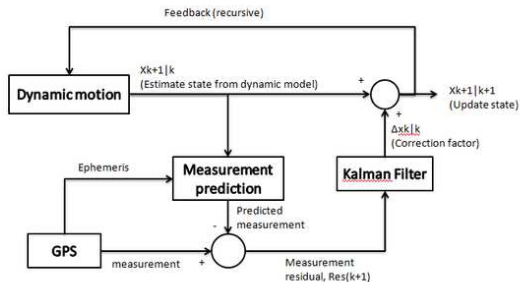 Feedback (recursive)
Xk+1|k
(Estimate state from dynamic model)
+
Dynamic motion
Xk+1|k+1
(Update state)
+
Δxk|k
(Correction factor)
Ephemeris
Measurement
prediction
Kalman Filter
Predicted
measurement
-
GPS
measurement
+
Measurement
residual, Res(k+1)